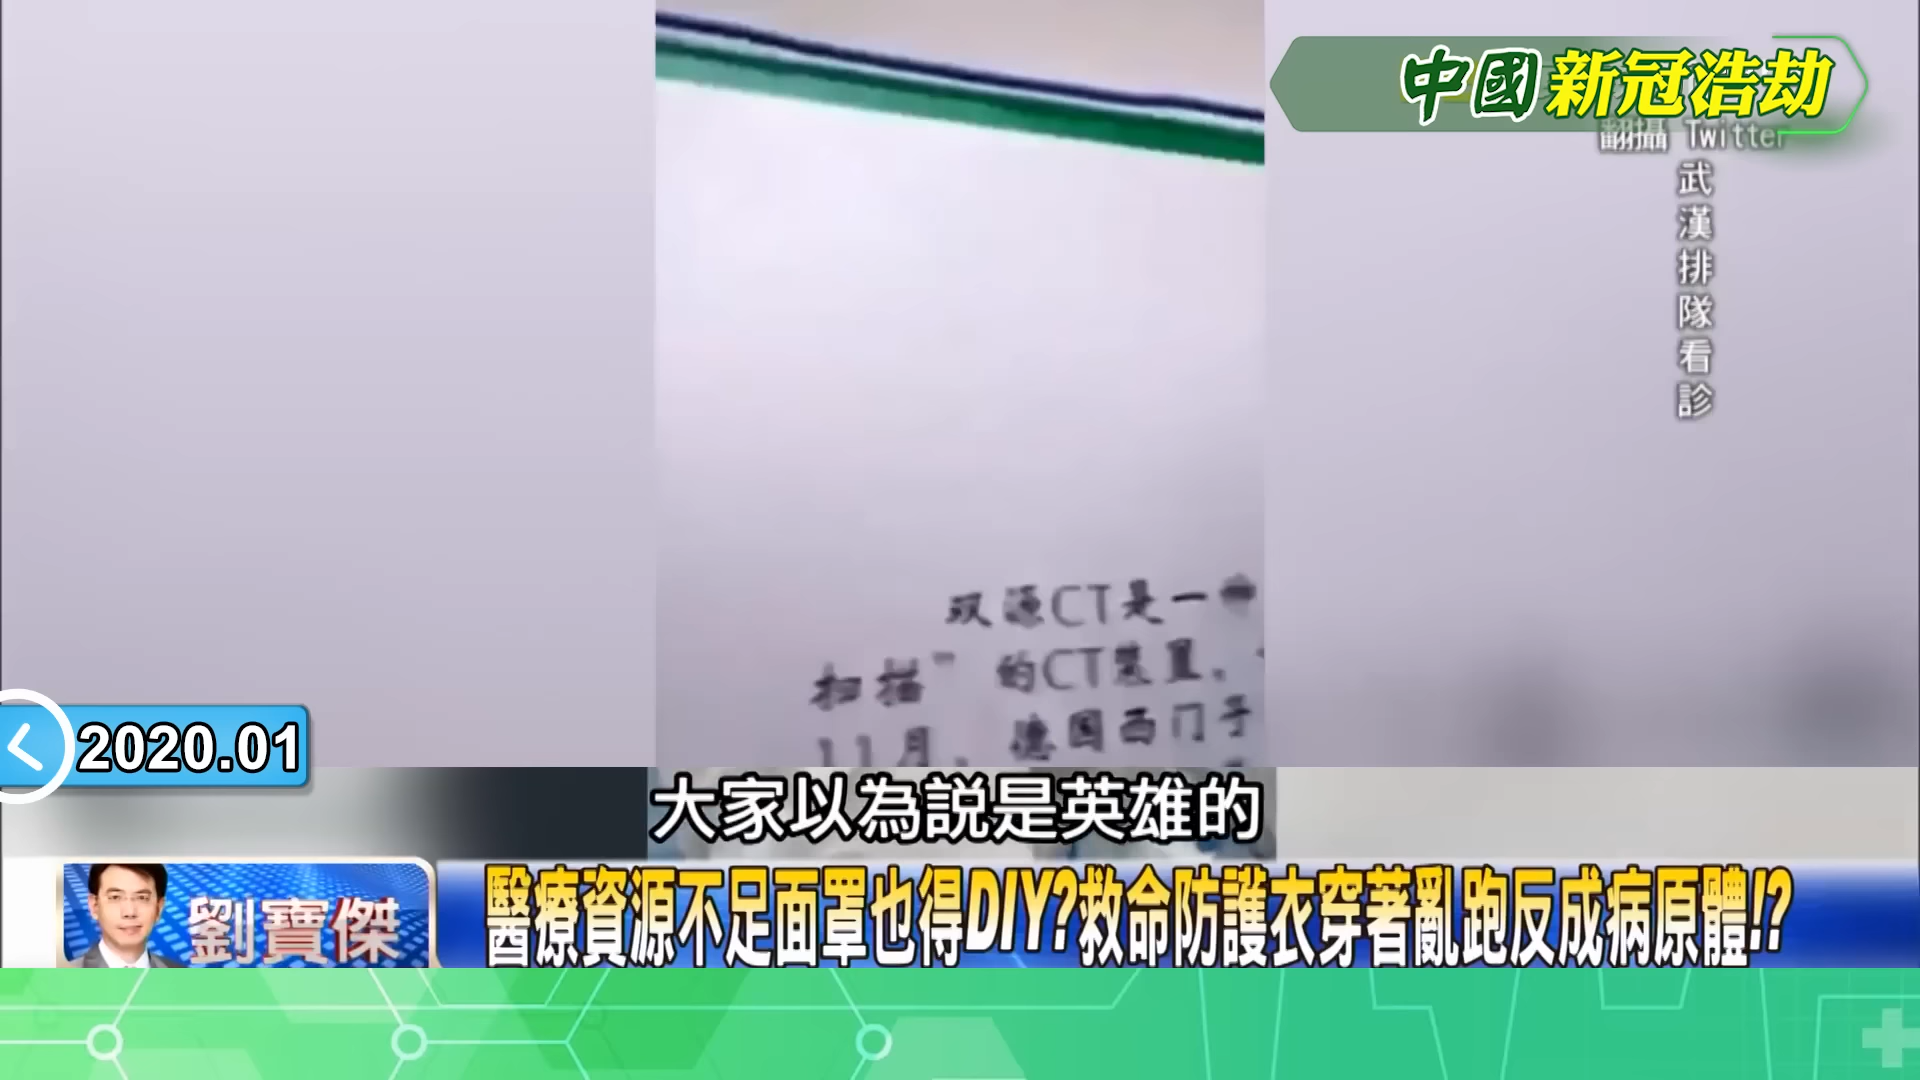 中國新冠浩劫
翻攝 Twitter
武漢排隊看診
双源CT是一种
扫描”的CT装置。
11月，德国西门子
2020.01
大家以為説是英雄的
劉寶傑
醫療資源不足面罩也得DIY?救命防護衣穿著亂跑反成病原體!?